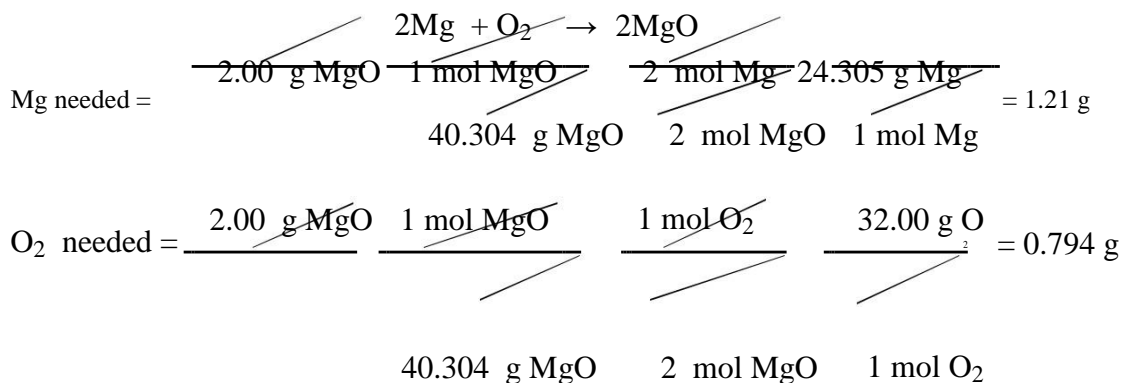 2Mg + O₂ → 2MgO
2.00 g MgO 1 mol MgO 2 mol Mg 24.305 g Mg
Mg needed = = 1.21 g
40.304 g MgO 2 mol MgO 1 mol Mg
2.00 g MgO 1 mol MgO 1 mol O₂ 32.00 g O₂
O₂ needed = = 0.794 g
40.304 g MgO 2 mol MgO 1 mol O₂